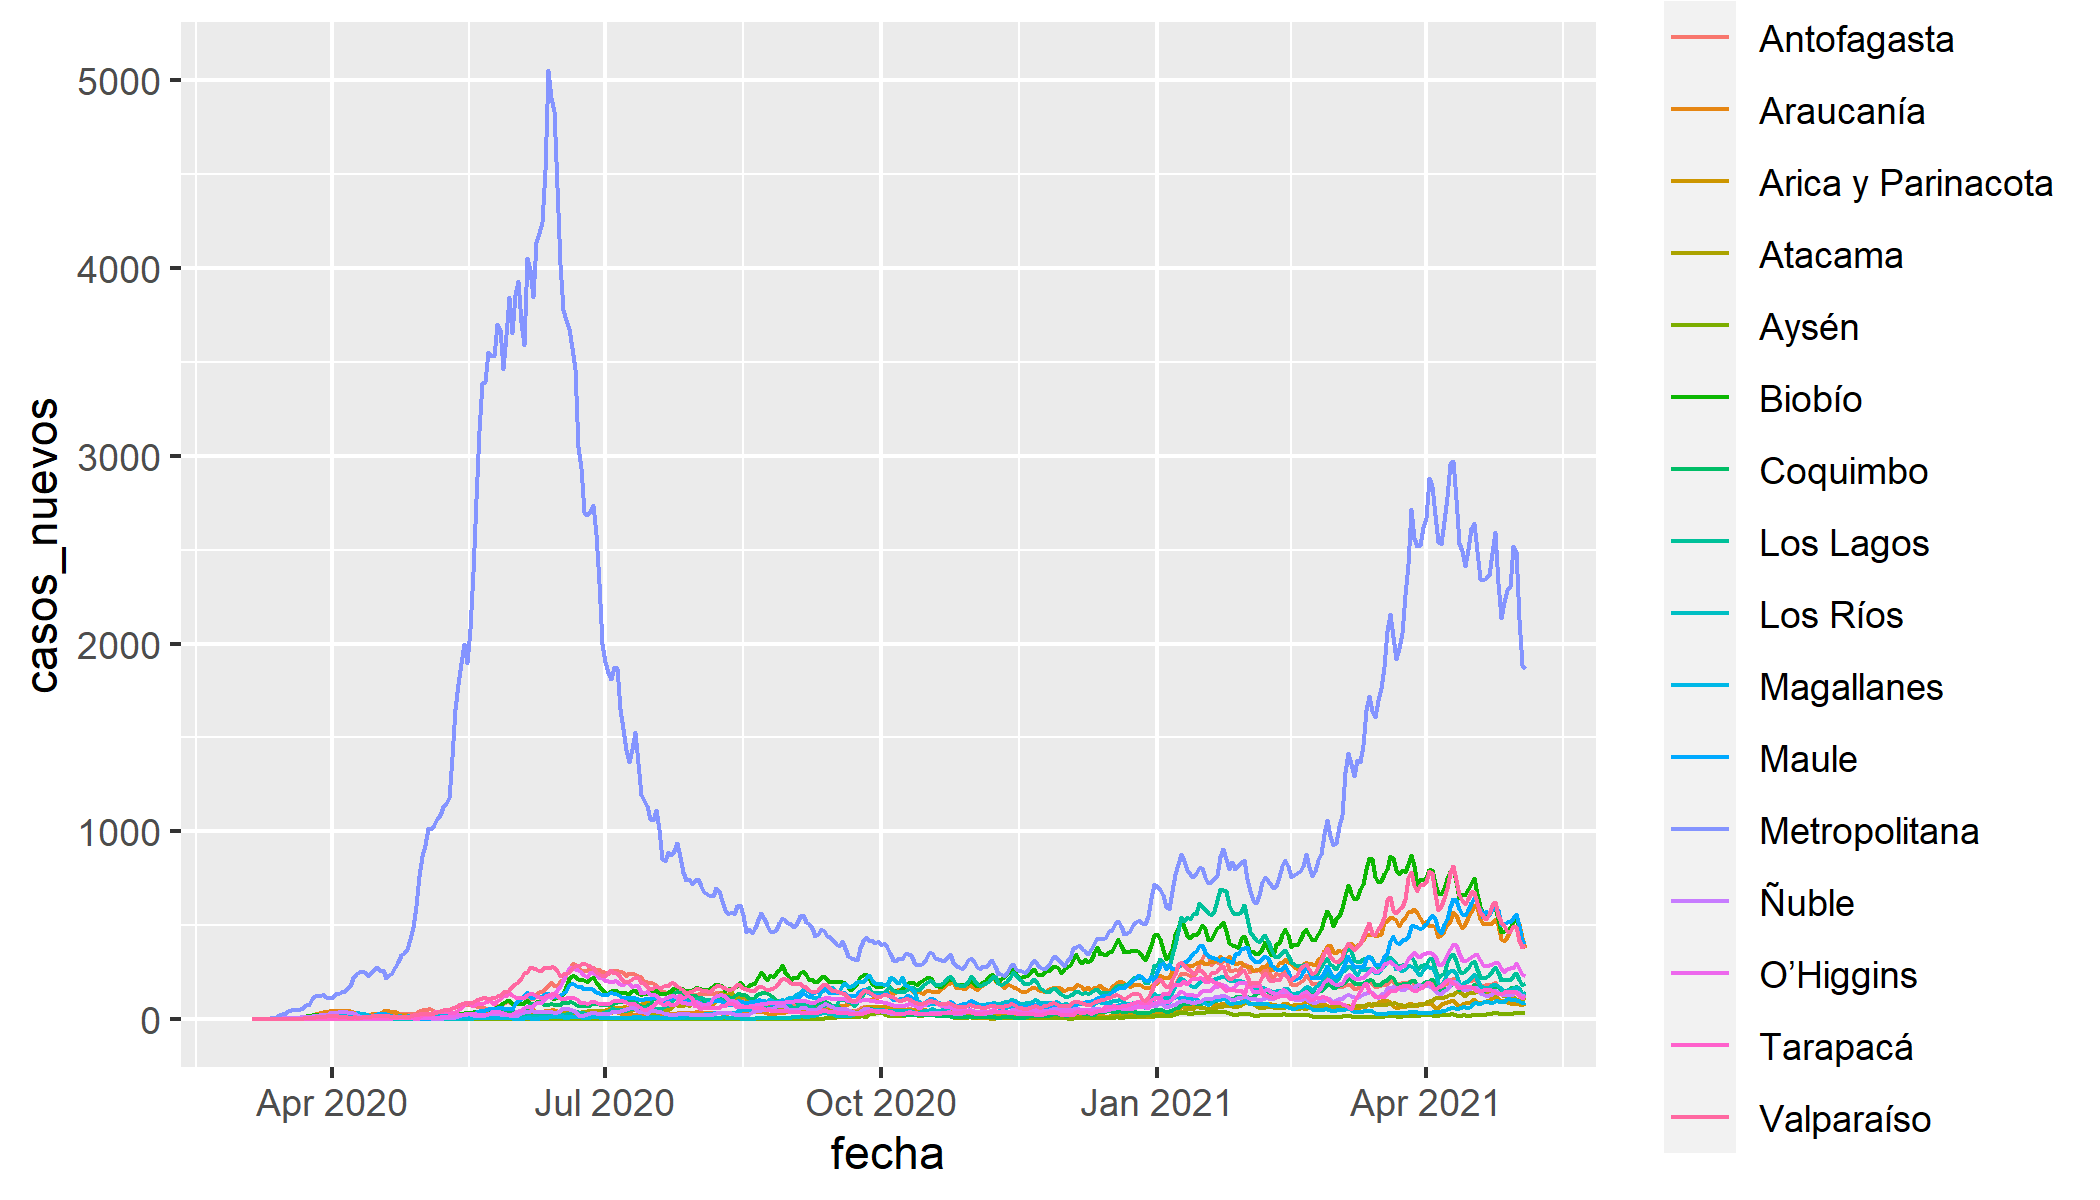 5000
4000
3000
2000
1000
0
casos_nuevos
Apr 2020
Jul 2020
Oct 2020
Jan 2021
Apr 2021
fecha
Antofagasta
Araucanía
Arica y Parinacota
Atacama
Aysén
Biobío
Coquimbo
Los Lagos
Los Ríos
Magallanes
Maule
Metropolitana
Ñuble
O’Higgins
Tarapacá
Valparaíso